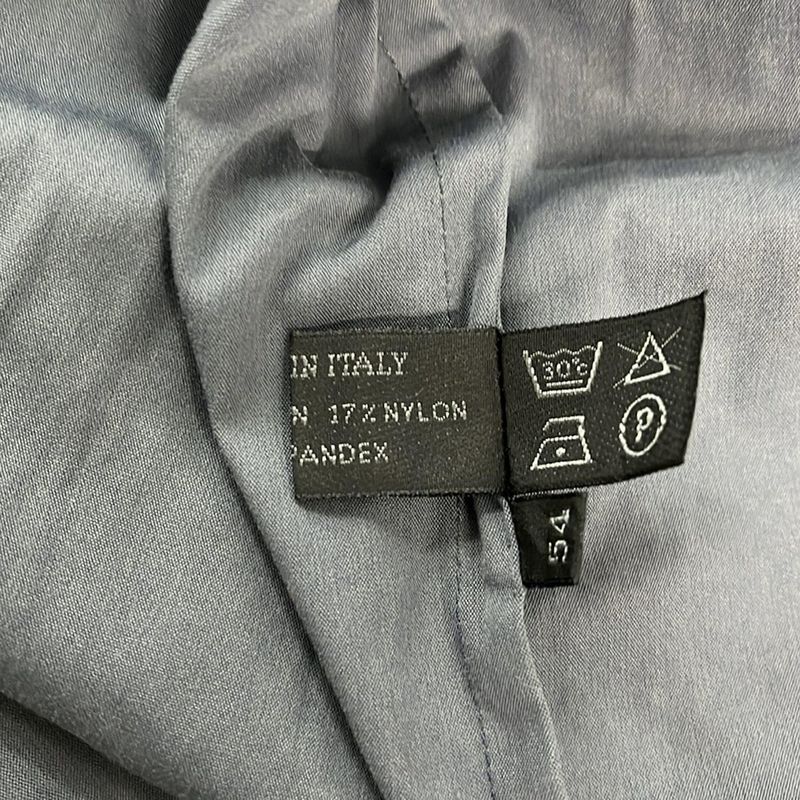 IN ITALY
N 17% NYLON
PANDEX
30°C
P
54